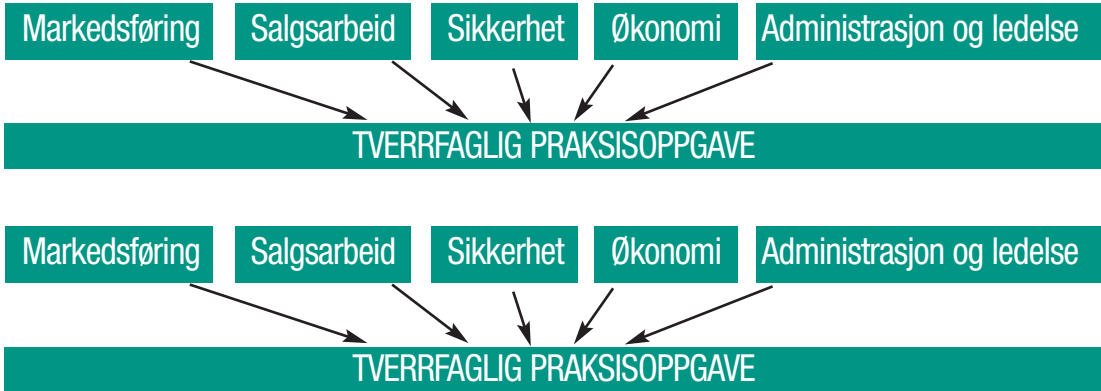 Markedsføring Salgsarbeid Sikkerhet Økonomi Administrasjon og ledelse
TVERRFAGLIG PRAKSISOPPGAVE
Markedsføring Salgsarbeid Sikkerhet Økonomi Administrasjon og ledelse
TVERRFAGLIG PRAKSISOPPGAVE